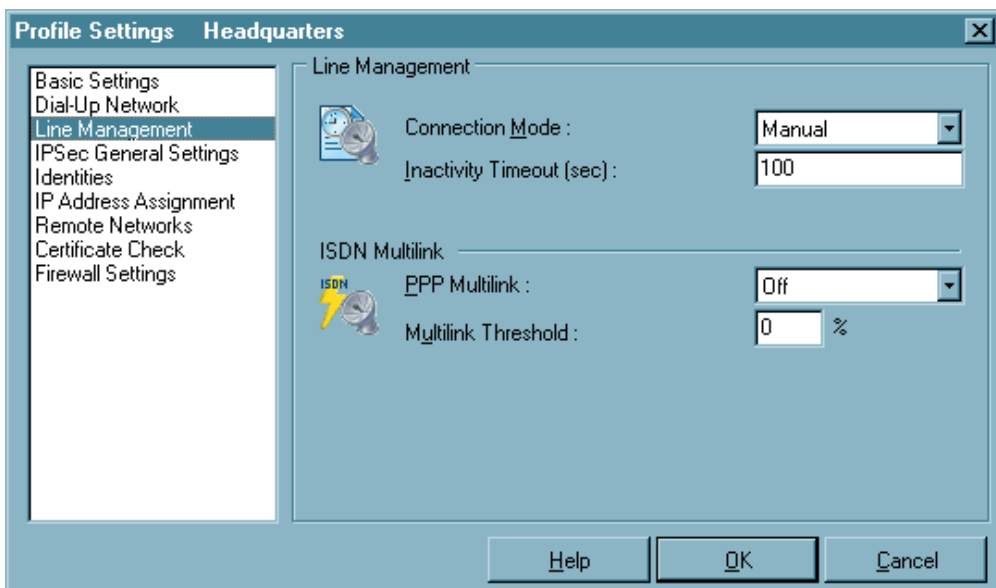 Profile Settings Headquarters
Basic Settings
Dial-Up Network
Line Management
IPSec General Settings
Identities
IP Address Assignment
Remote Networks
Certificate Check
Firewall Settings
Line Management
Connection Mode : Manual
Inactivity Timeout (sec) : 100
ISDN Multilink
ISDN
PPP Multilink : Off
Multilink Threshold : 0 %
Help OK Cancel